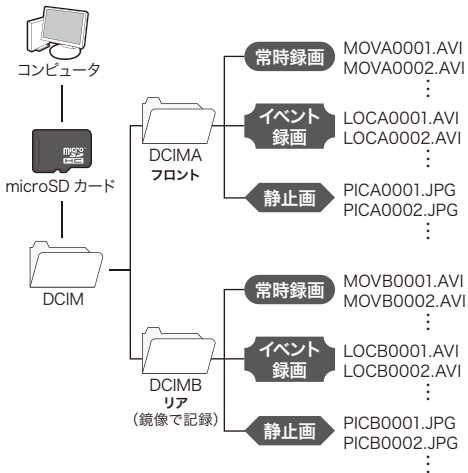 コンピュータ
micro
HC
microSD カード
DCIM
DCIMA
フロント
常時録画
MOVA0001.AVI
MOVA0002.AVI
⋮
イベント
録画
LOCA0001.AVI
LOCA0002.AVI
⋮
静止画
PICA0001.JPG
PICA0002.JPG
⋮
DCIMB
リア
（鏡像で記録）
常時録画
MOVB0001.AVI
MOVB0002.AVI
⋮
イベント
録画
LOCB0001.AVI
LOCB0002.AVI
⋮
静止画
PICB0001.JPG
PICB0002.JPG
⋮